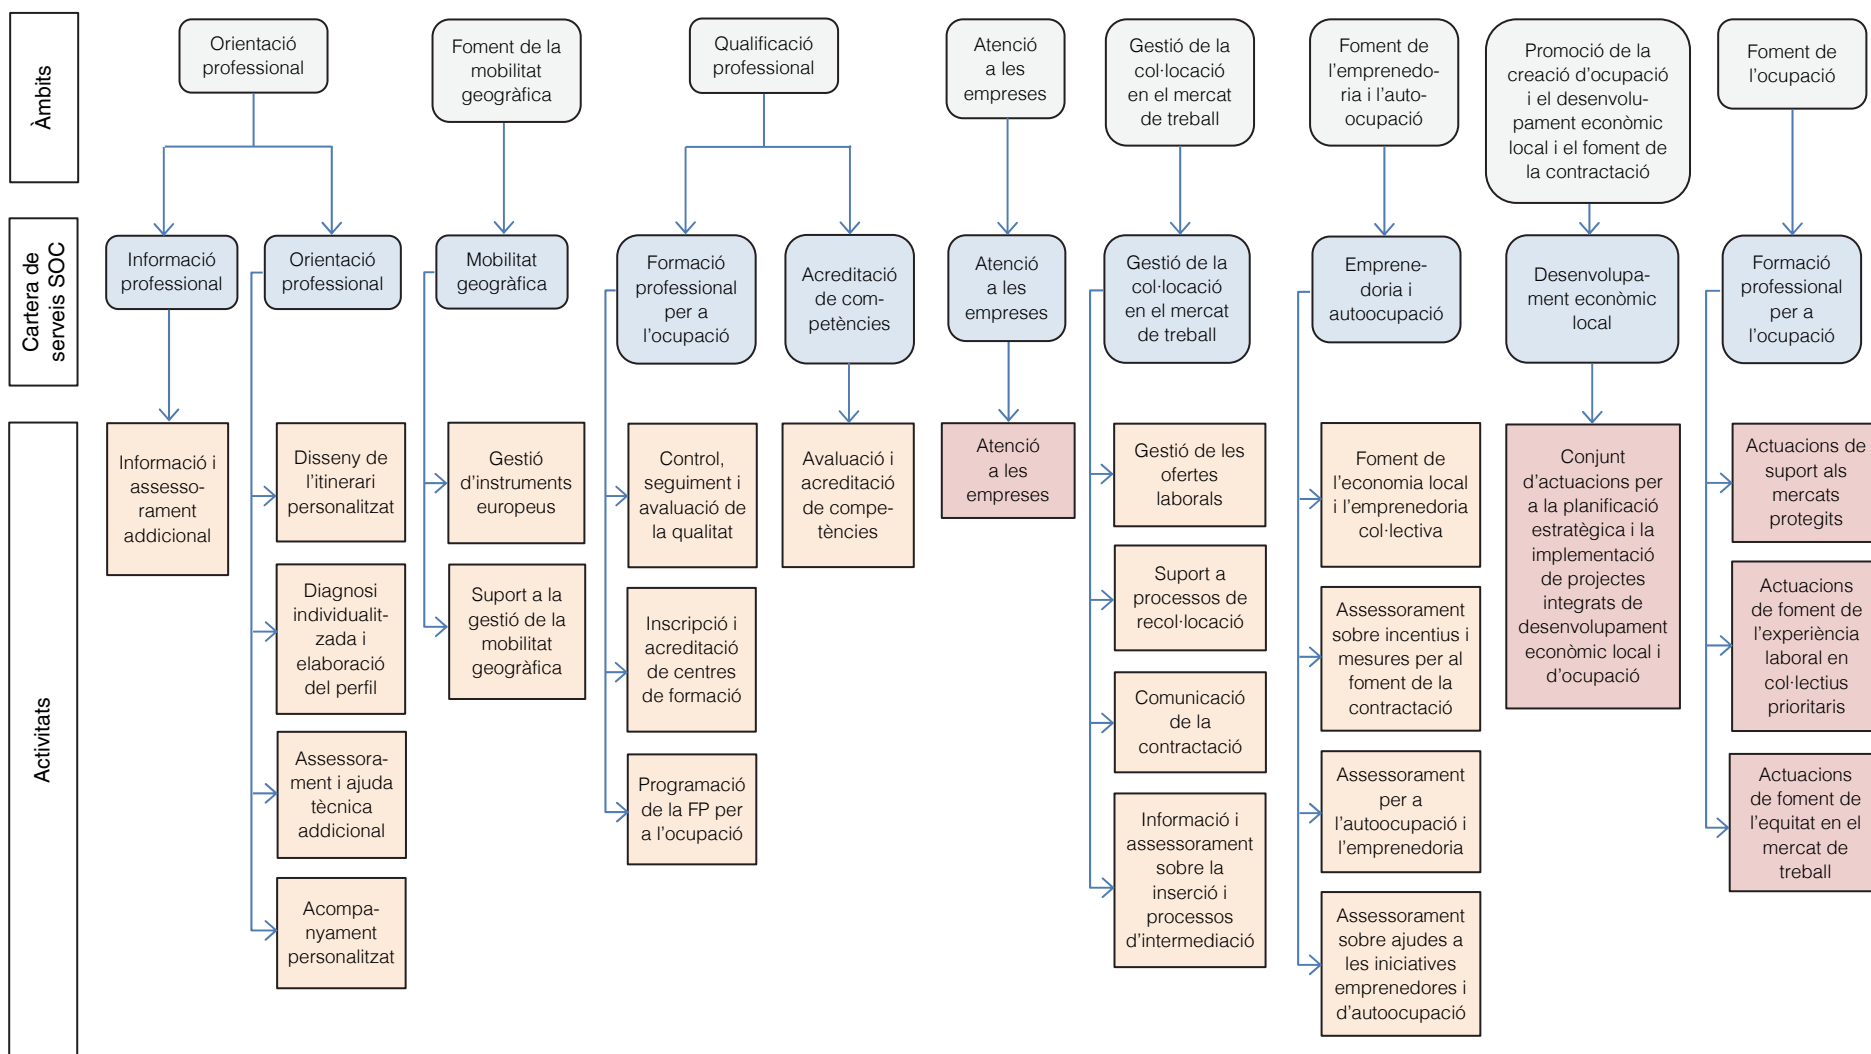 Àmbits
Orientació
professional
Foment de la
mobilitat
geogràfica
Qualificació
professional
Atenció
a les
empreses
Gestió de la
col·locació
en el mercat
de treball
Foment de
l’emprenedo-
ria i l’auto-
ocupació
Promoció de la
creació d’ocupació
i el desenvolu-
pament econòmic
local i el foment de
la contractació
Foment de
l’ocupació
Cartera de
serveis SOC
Informació
professional
Orientació
professional
Mobilitat
geogràfica
Formació
professional
per a
l’ocupació
Acreditació
de com-
petències
Atenció
a les
empreses
Gestió de la
col·locació
en el mercat
de treball
Emprene-
doria i
autoocupació
Desenvolupa-
ment econòmic
local
Formació
professional
per a
l’ocupació
Activitats
Informació i
assesso-
rament
addicional
Disseny de
l’itinerari
personalitzat
Diagnosi
individualit-
zada i
elaboració
del perfil
Assessora-
ment i ajuda
tècnica
addicional
Acompa-
nyament
personalitzat
Gestió
d’instruments
europeus
Suport a la
gestió de la
mobilitat
geogràfica
Control,
seguiment i
avaluació de
la qualitat
Inscripció i
acreditació
de centres
de formació
Programació
de la FP per
a l’ocupació
Avaluació i
acreditació
de compe-
tències
Atenció
a les
empreses
Gestió de les
ofertes
laborals
Suport a
processos de
recol·locació
Comunicació
de la
contractació
Informació i
assessorament
sobre la
inserció i
processos
d’intermediació
Foment de
l’economia local
i l’emprenedoria
col·lectiva
Assessorament
sobre incentius i
mesures per al
foment de la
contractació
Assessorament
per a
l’autoocupació i
l’emprenedoria
Assessorament
sobre ajudes a
les iniciatives
emprenedores i
d’autoocupació
Conjunt
d’actuacions per
a la planificació
estratègica i la
implementació
de projectes
integrats de
desenvolupament
econòmic local i
d’ocupació
Actuacions de
suport als
mercats
protegits
Actuacions
de foment de
l’experiència
laboral en
col·lectius
prioritaris
Actuacions
de foment de
l’equitat en el
mercat de
treball